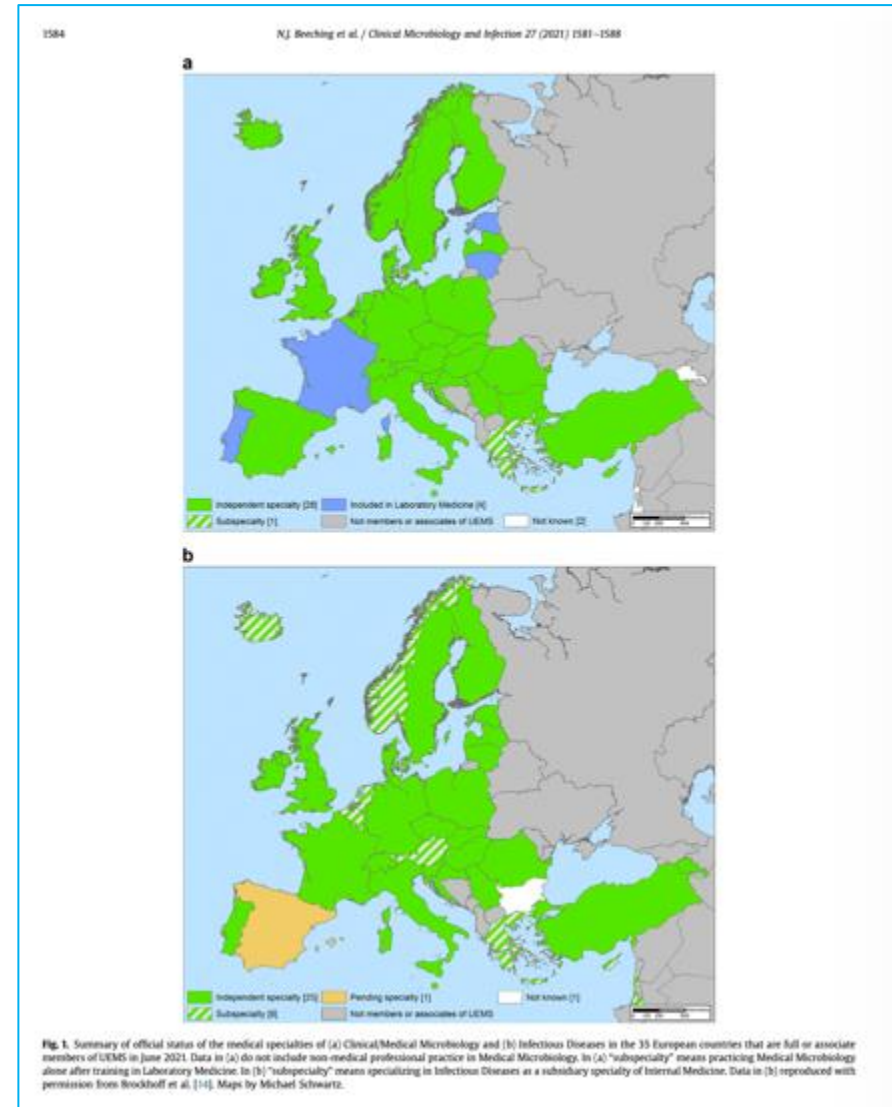 1584
N.J. Beeching et al. / Clinical Microbiology and Infection 27 (2021) 1581–1588
a
Independent specialty [28]
Included in Laboratory Medicine [4]
Subspecialty [1]
Not members or associates of UEMS
Not known [2]
b
Independent specialty [25]
Pending specialty [1]
Not known [1]
Subspecialty [8]
Not members or associates of UEMS
Fig. 1. Summary of official status of the medical specialties of (a) Clinical/Medical Microbiology and (b) Infectious Diseases in the 35 European countries that are full or associate
members of UEMS in June 2021. Data in (a) do not include non-medical professional practice in Medical Microbiology. In (a) "subspecialty" means practicing Medical Microbiology
alone after training in Laboratory Medicine. In (b) "subspecialty" means specializing in Infectious Diseases as a subsidiary specialty of Internal Medicine. Data in (b) reproduced with
permission from Brockhoff et al. [14]. Maps by Michael Schwartz.